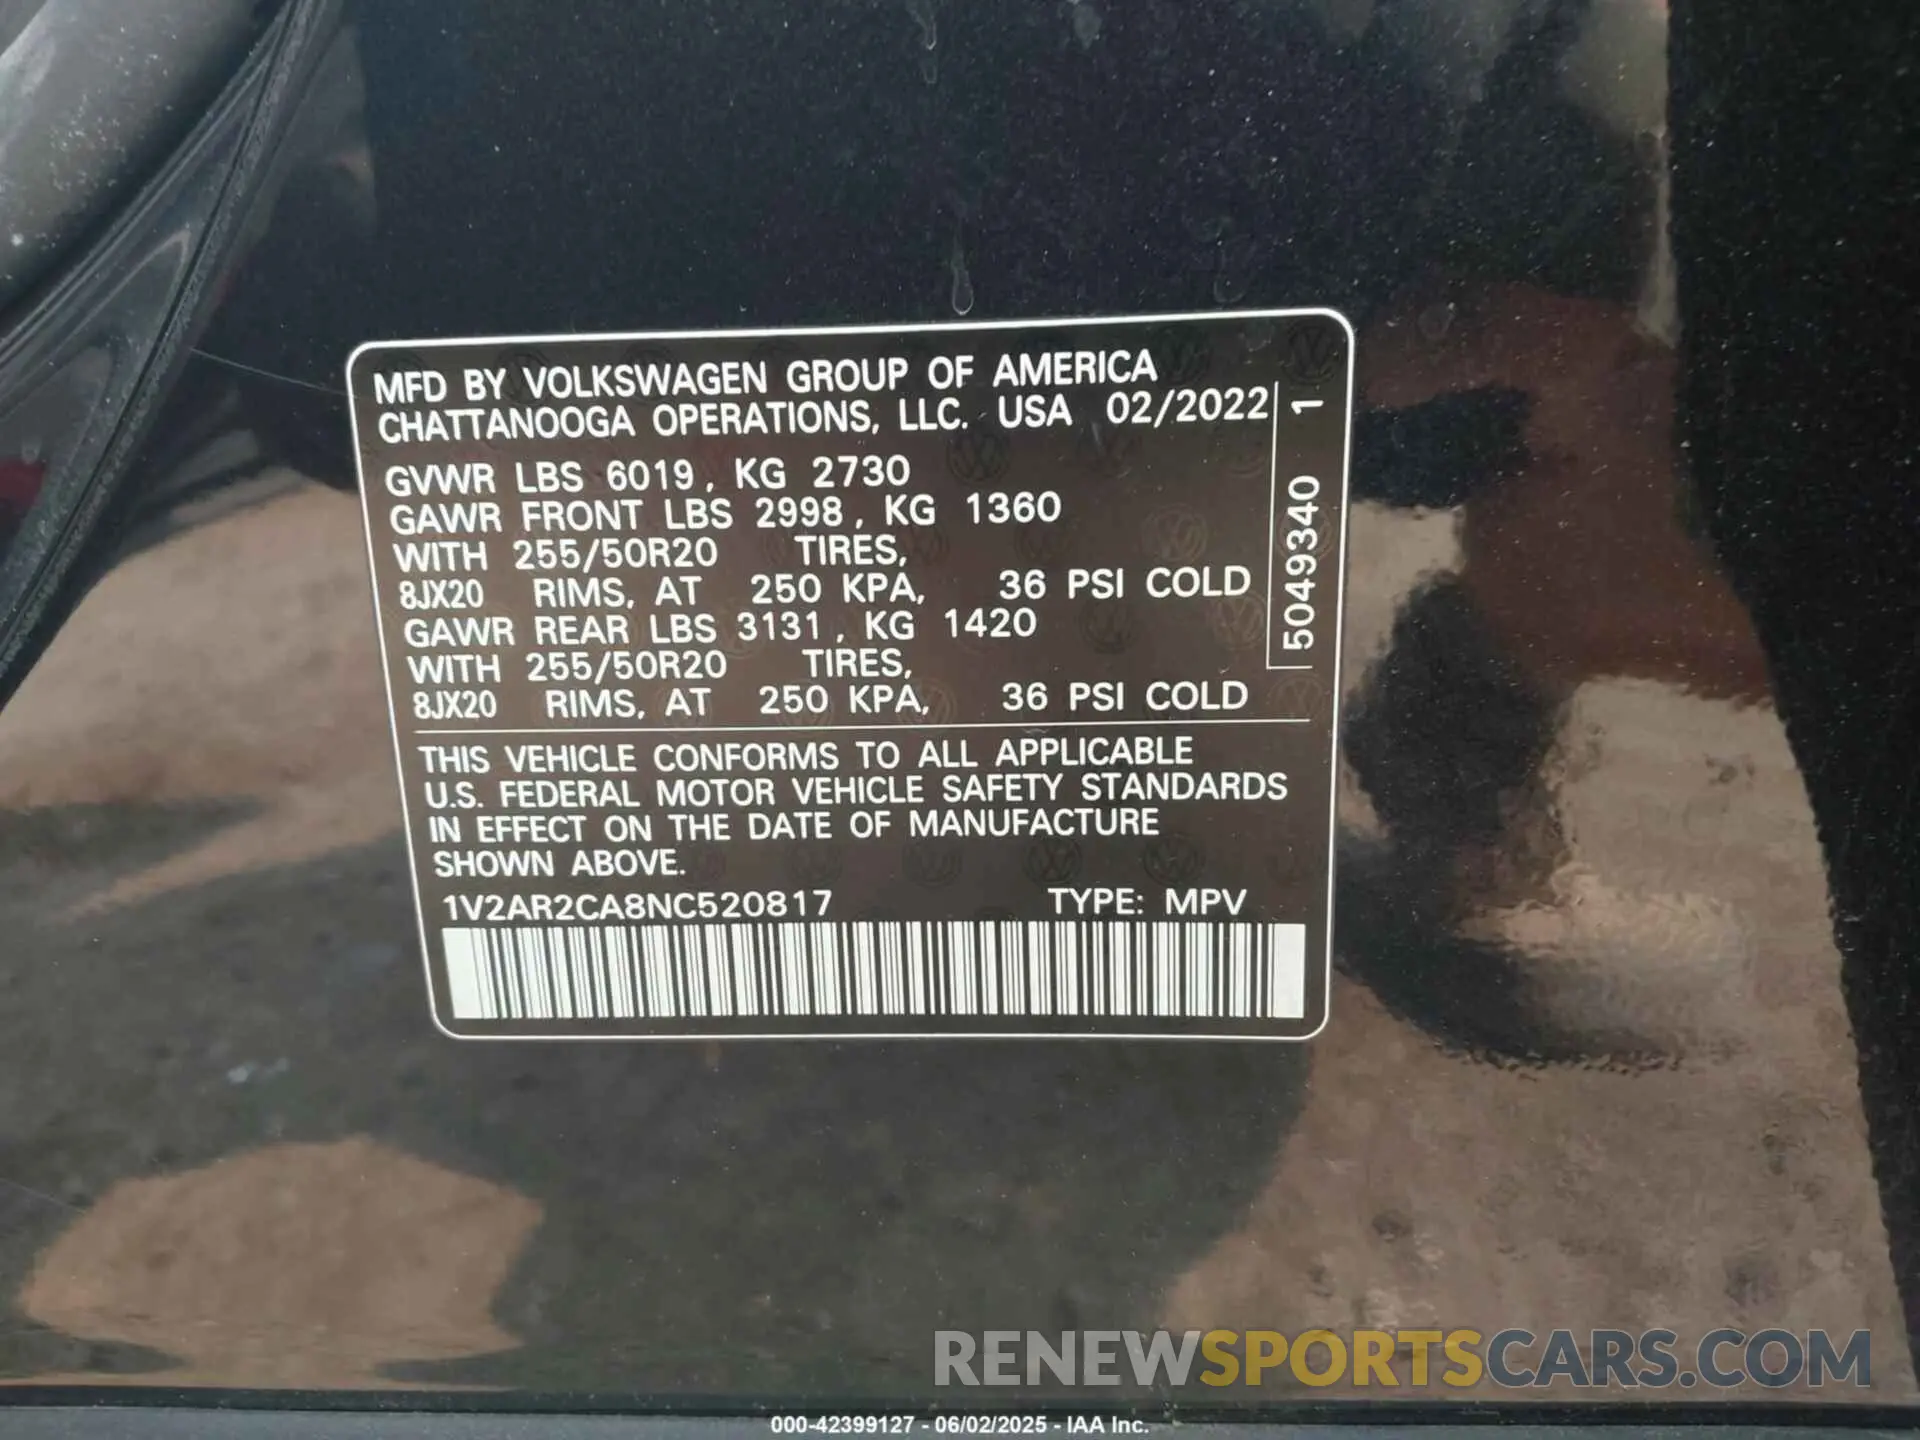 MFD BY VOLKSWAGEN GROUP OF AMERICA
CHATTANOOGA OPERATIONS, LLC. USA 02/2022
GVWR LBS 6019, KG 2730
GAWR FRONT LBS 2998, KG 1360
WITH 255/50R20 TIRES,
8JX20 RIMS, AT 250 KPA, 36 PSI COLD
GAWR REAR LBS 3131, KG 1420
WITH 255/50R20 TIRES,
8JX20 RIMS, AT 250 KPA, 36 PSI COLD
5049340 1
THIS VEHICLE CONFORMS TO ALL APPLICABLE
U.S. FEDERAL MOTOR VEHICLE SAFETY STANDARDS
IN EFFECT ON THE DATE OF MANUFACTURE
SHOWN ABOVE.
1V2AR2CA8NC520817 TYPE: MPV
RENEWSPORTSCARS.COM
000-42399127 - 06/02/2025 - IAA Inc.